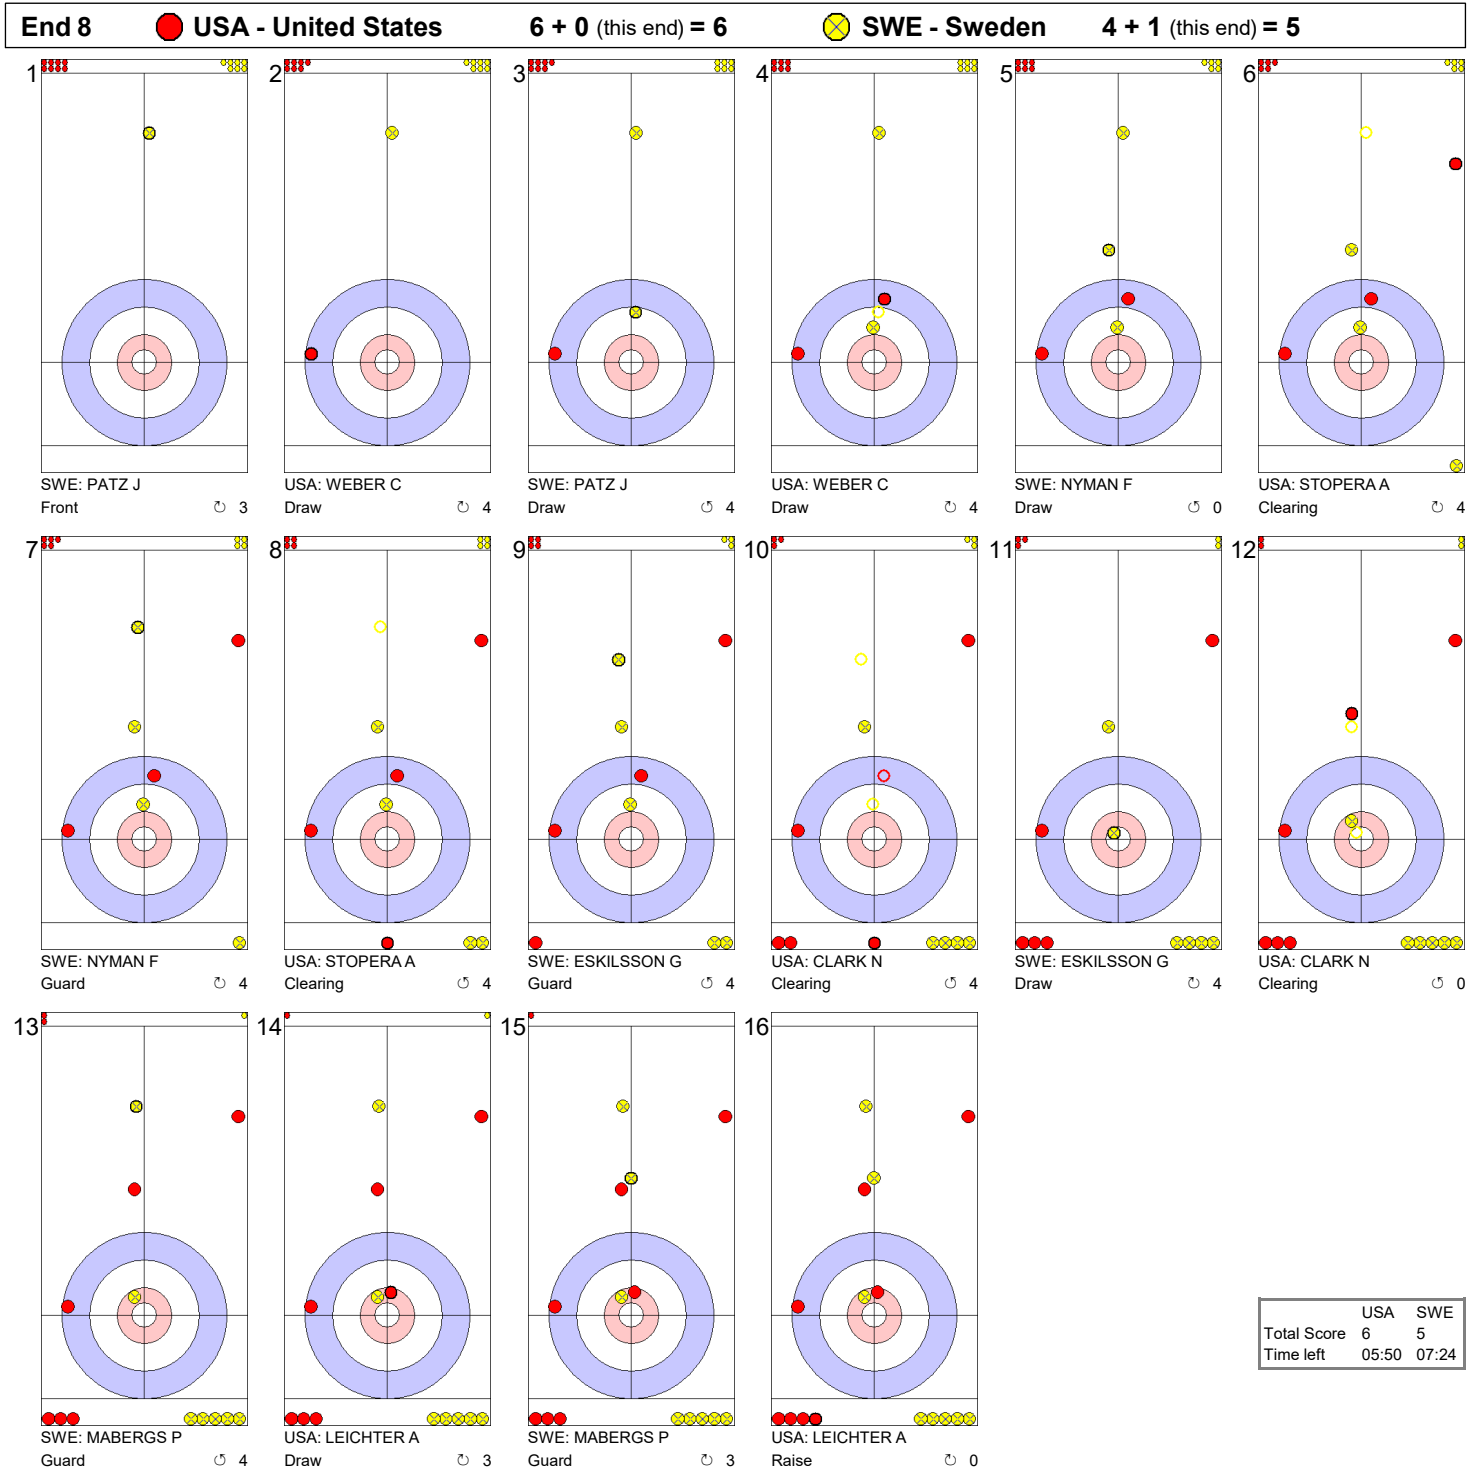 End 8 USA - United States 6 + 0 (this end) = 6 SWE - Sweden 4 + 1 (this end) = 5
1 2 3 4 5 6
SWE: PATZ J USA: WEBER C SWE: PATZ J USA: WEBER C SWE: NYMAN F USA: STOPERA A
Front ↻ 3 Draw ↻ 4 Draw ↺ 4 Draw ↻ 4 Draw ↺ 0 Clearing ↻ 4
7 8 9 10 11 12
SWE: NYMAN F USA: STOPERA A SWE: ESKILSSON G USA: CLARK N SWE: ESKILSSON G USA: CLARK N
Guard ↻ 4 Clearing ↻ 4 Guard ↺ 4 Clearing ↺ 4 Draw ↻ 4 Clearing ↺ 0
13 14 15 16
USA SWE
Total Score 6 5
Time left 05:50 07:24
SWE: MABERGS P USA: LEICHTER A SWE: MABERGS P USA: LEICHTER A
Guard ↺ 4 Draw ↻ 3 Guard ↻ 3 Raise ↻ 0